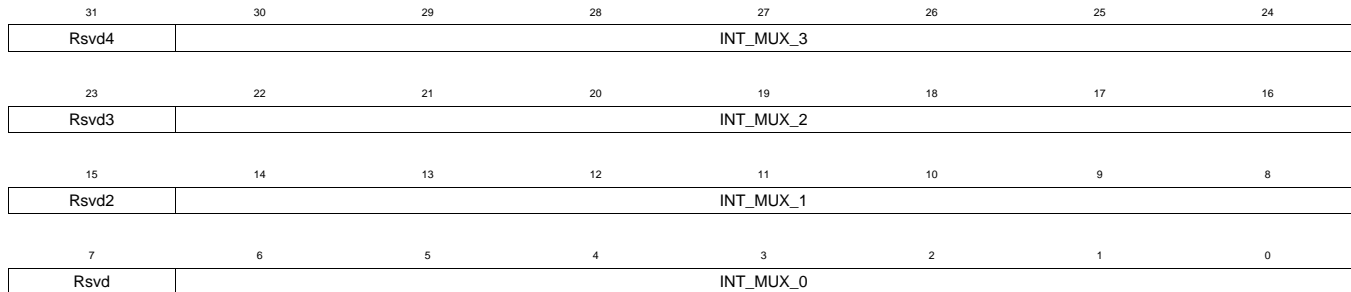 31 30 29 28 27 26 25 24
Rsvd4 INT_MUX_3
23 22 21 20 19 18 17 16
Rsvd3 INT_MUX_2
15 14 13 12 11 10 9 8
Rsvd2 INT_MUX_1
7 6 5 4 3 2 1 0
Rsvd INT_MUX_0